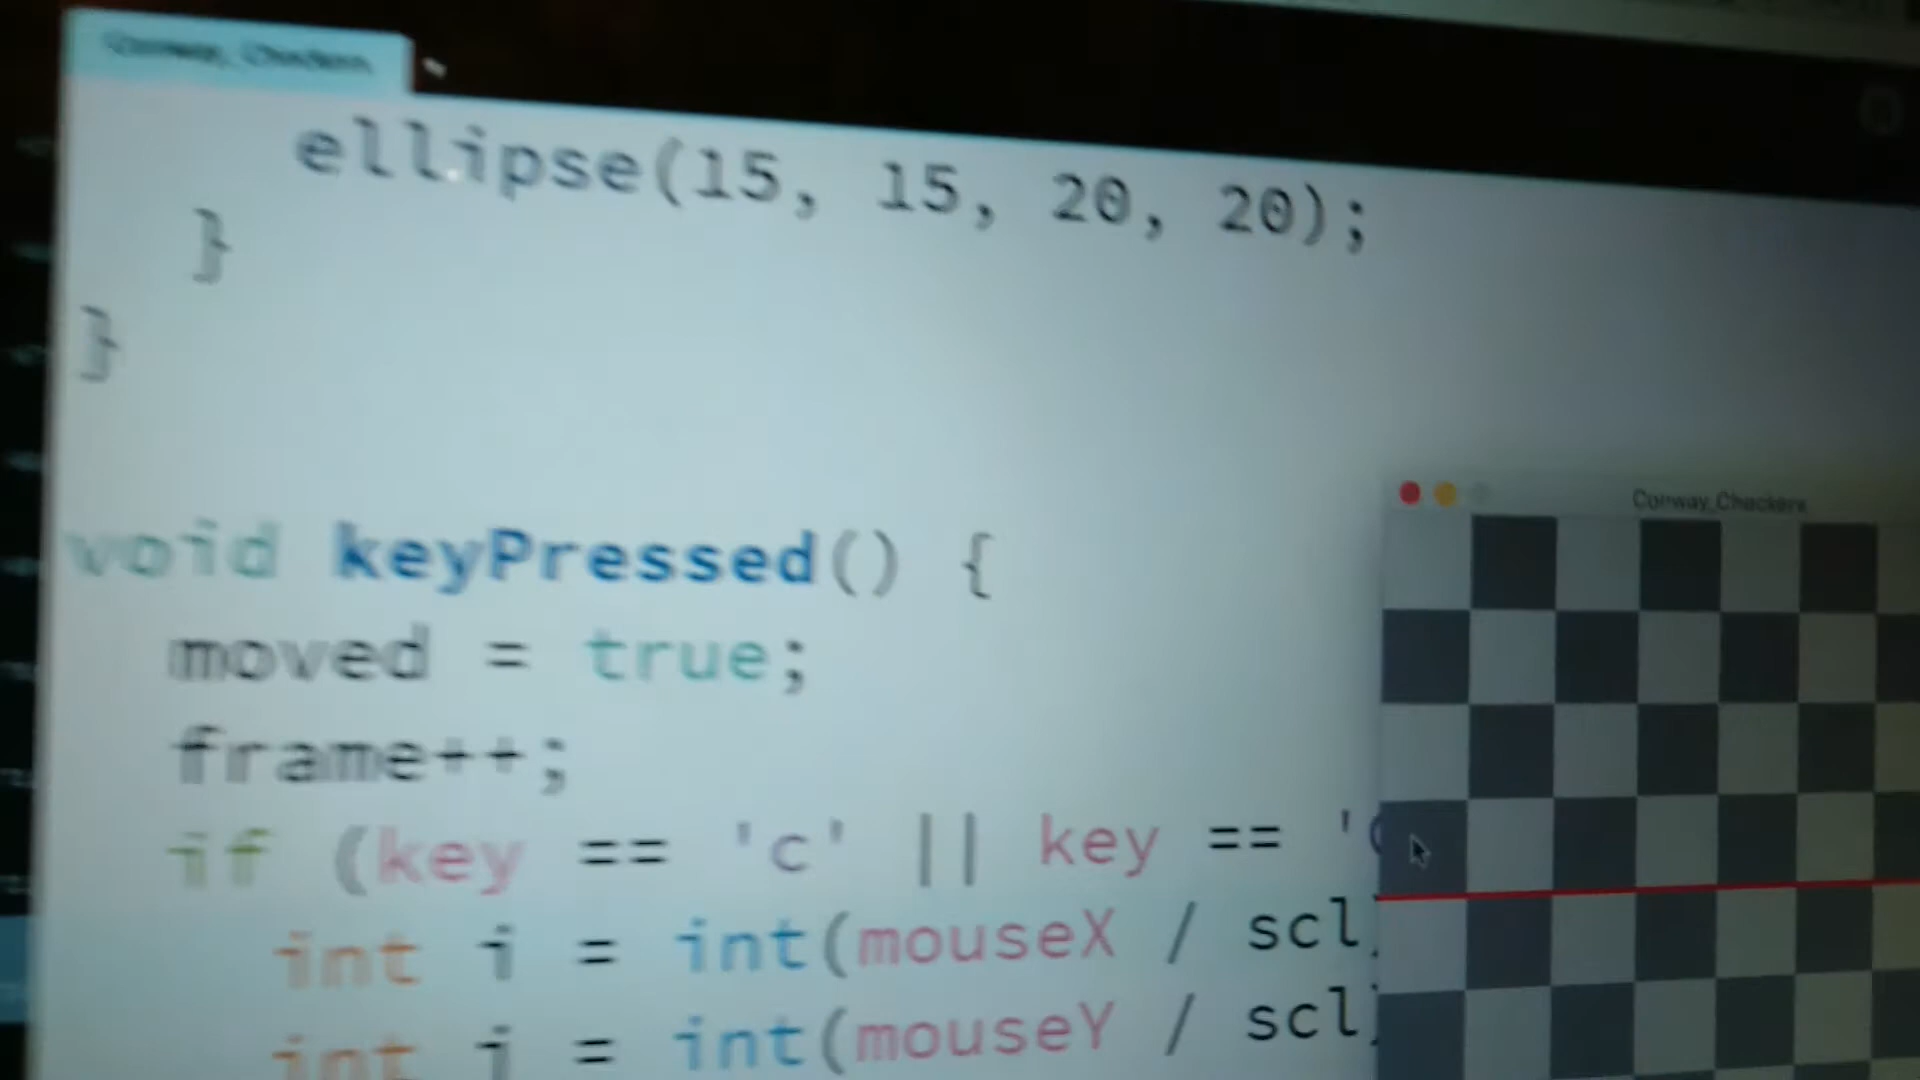 Conway_Checkers
ellipse(15, 15, 20, 20);
}
}
void keyPressed() {
moved = true;
frame++;
if (key == 'c' || key == '
int i = int(mouseX / scl)
int j = int(mouseY / scl)
Conway_Checkers